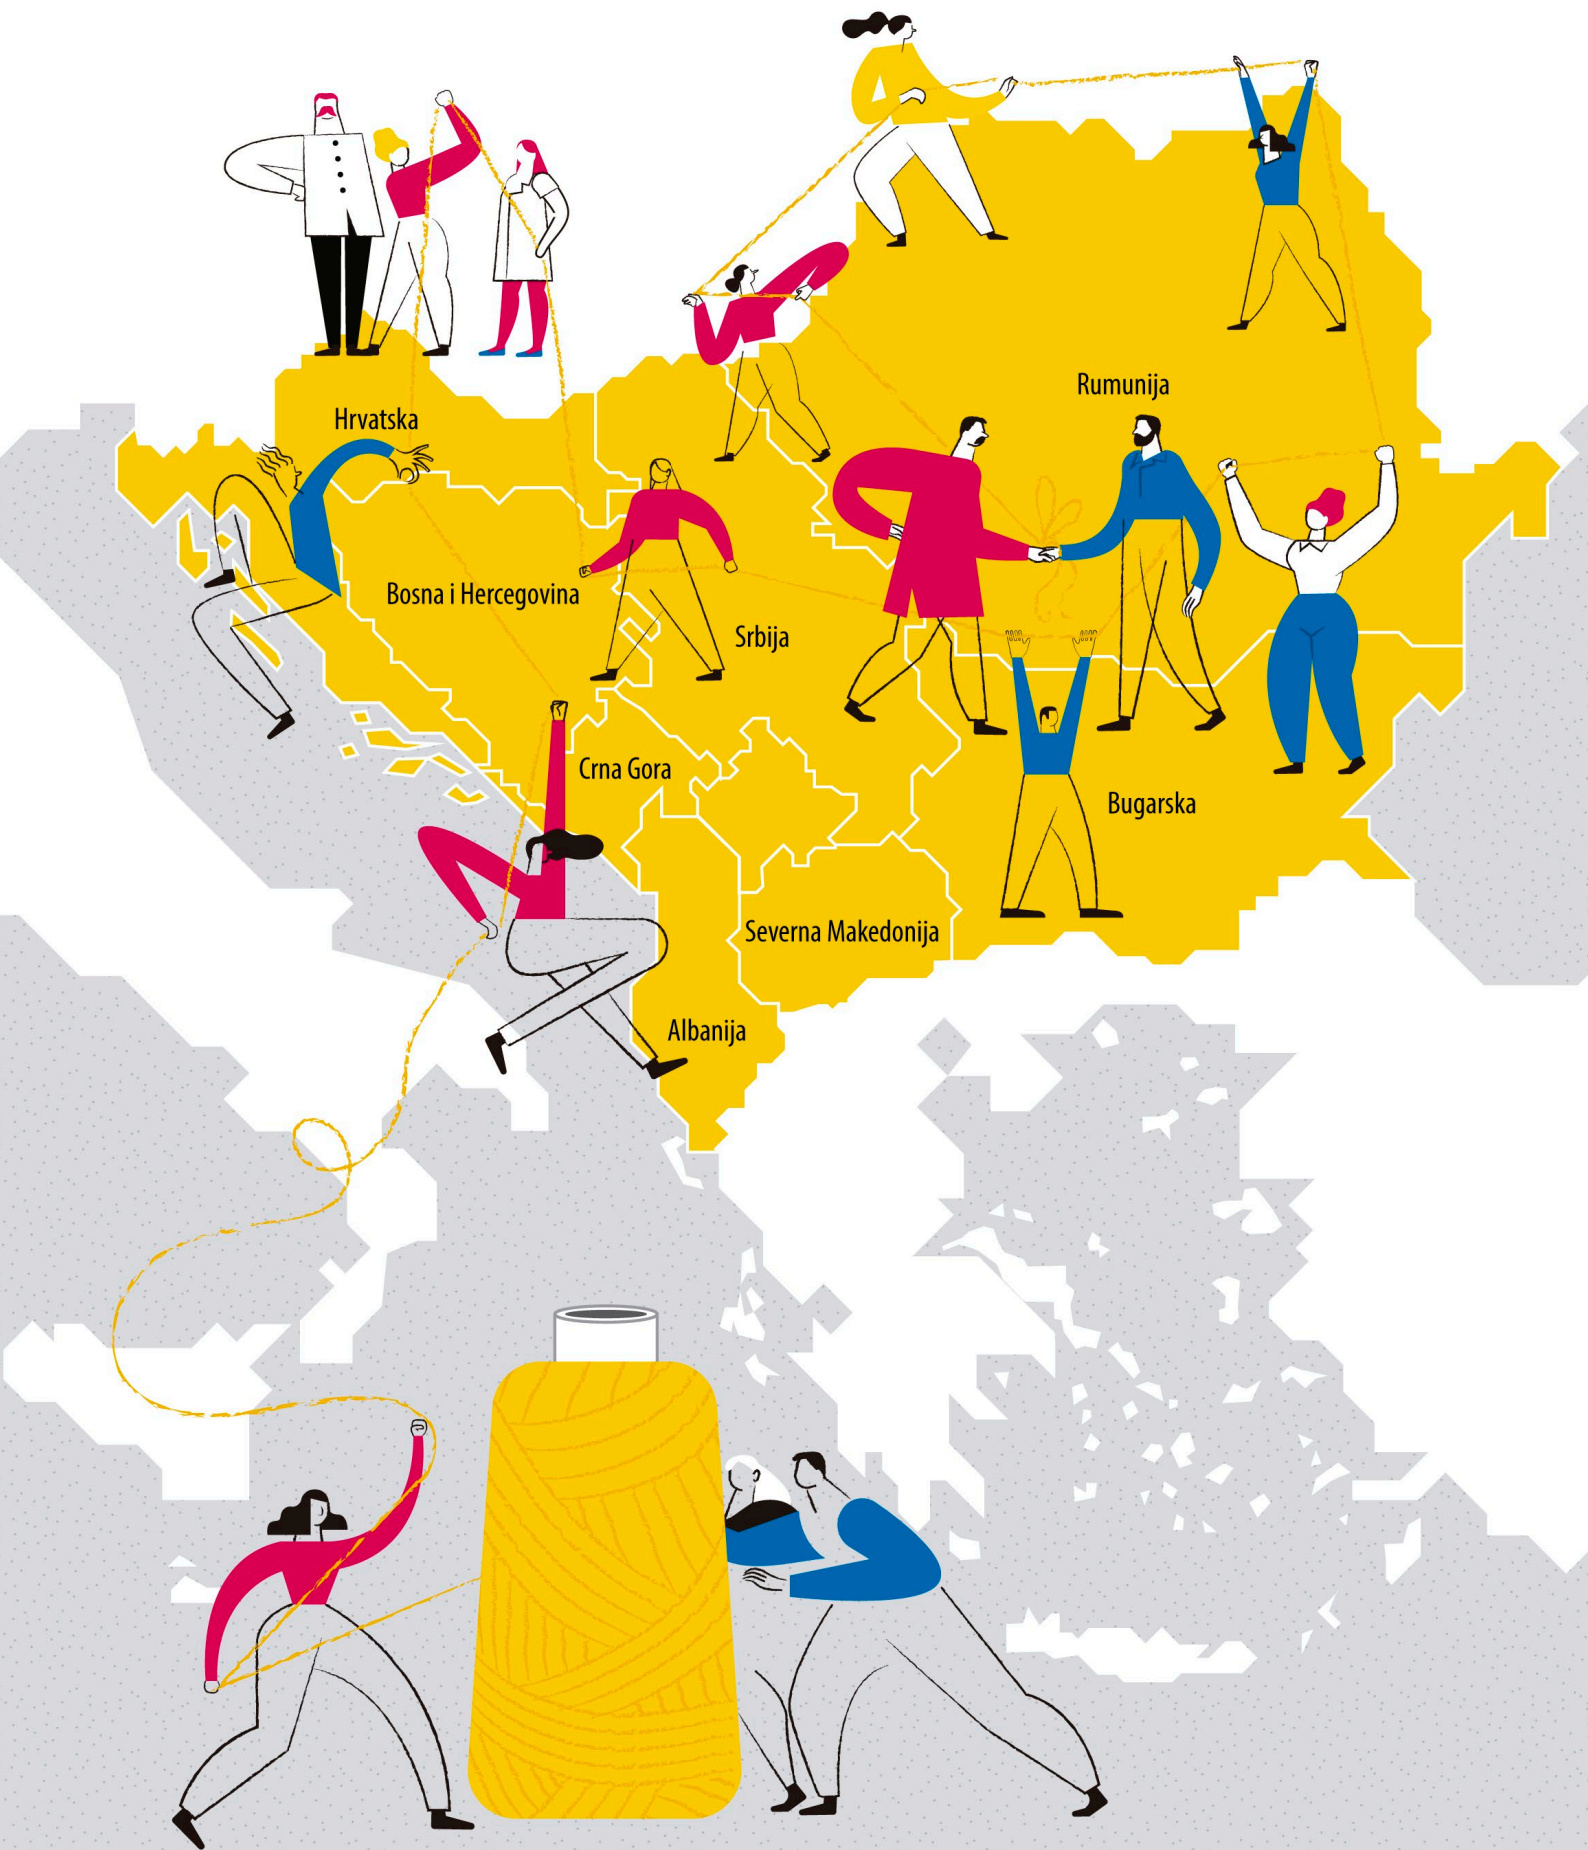 Rumunija
Hrvatska
Bosna i Hercegovina
Srbija
Crna Gora
Bugarska
Severna Makedonija
Albanija